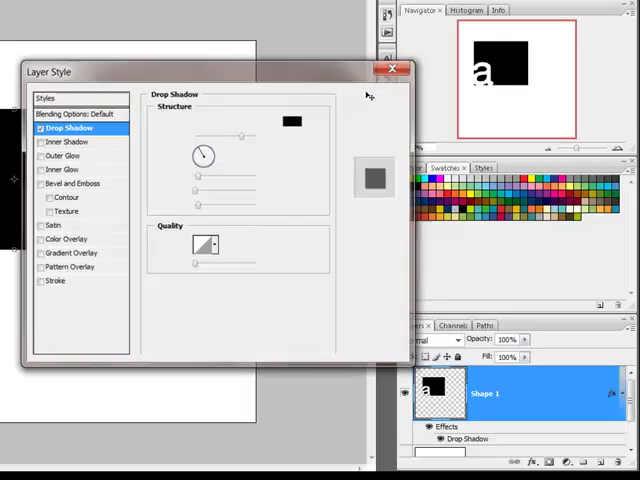 Navigator × Histogram Info
a
%
Layer Style
Styles
Blending Options: Default
Drop Shadow
Inner Shadow
Outer Glow
Inner Glow
Bevel and Emboss
Contour
Texture
Satin
Color Overlay
Gradient Overlay
Pattern Overlay
Stroke
Drop Shadow
Structure
Quality
Swatches × Styles
Channels Paths
Opacity: 100%
Fill: 100%
a
Shape 1
fx
Effects
Drop Shadow
fx